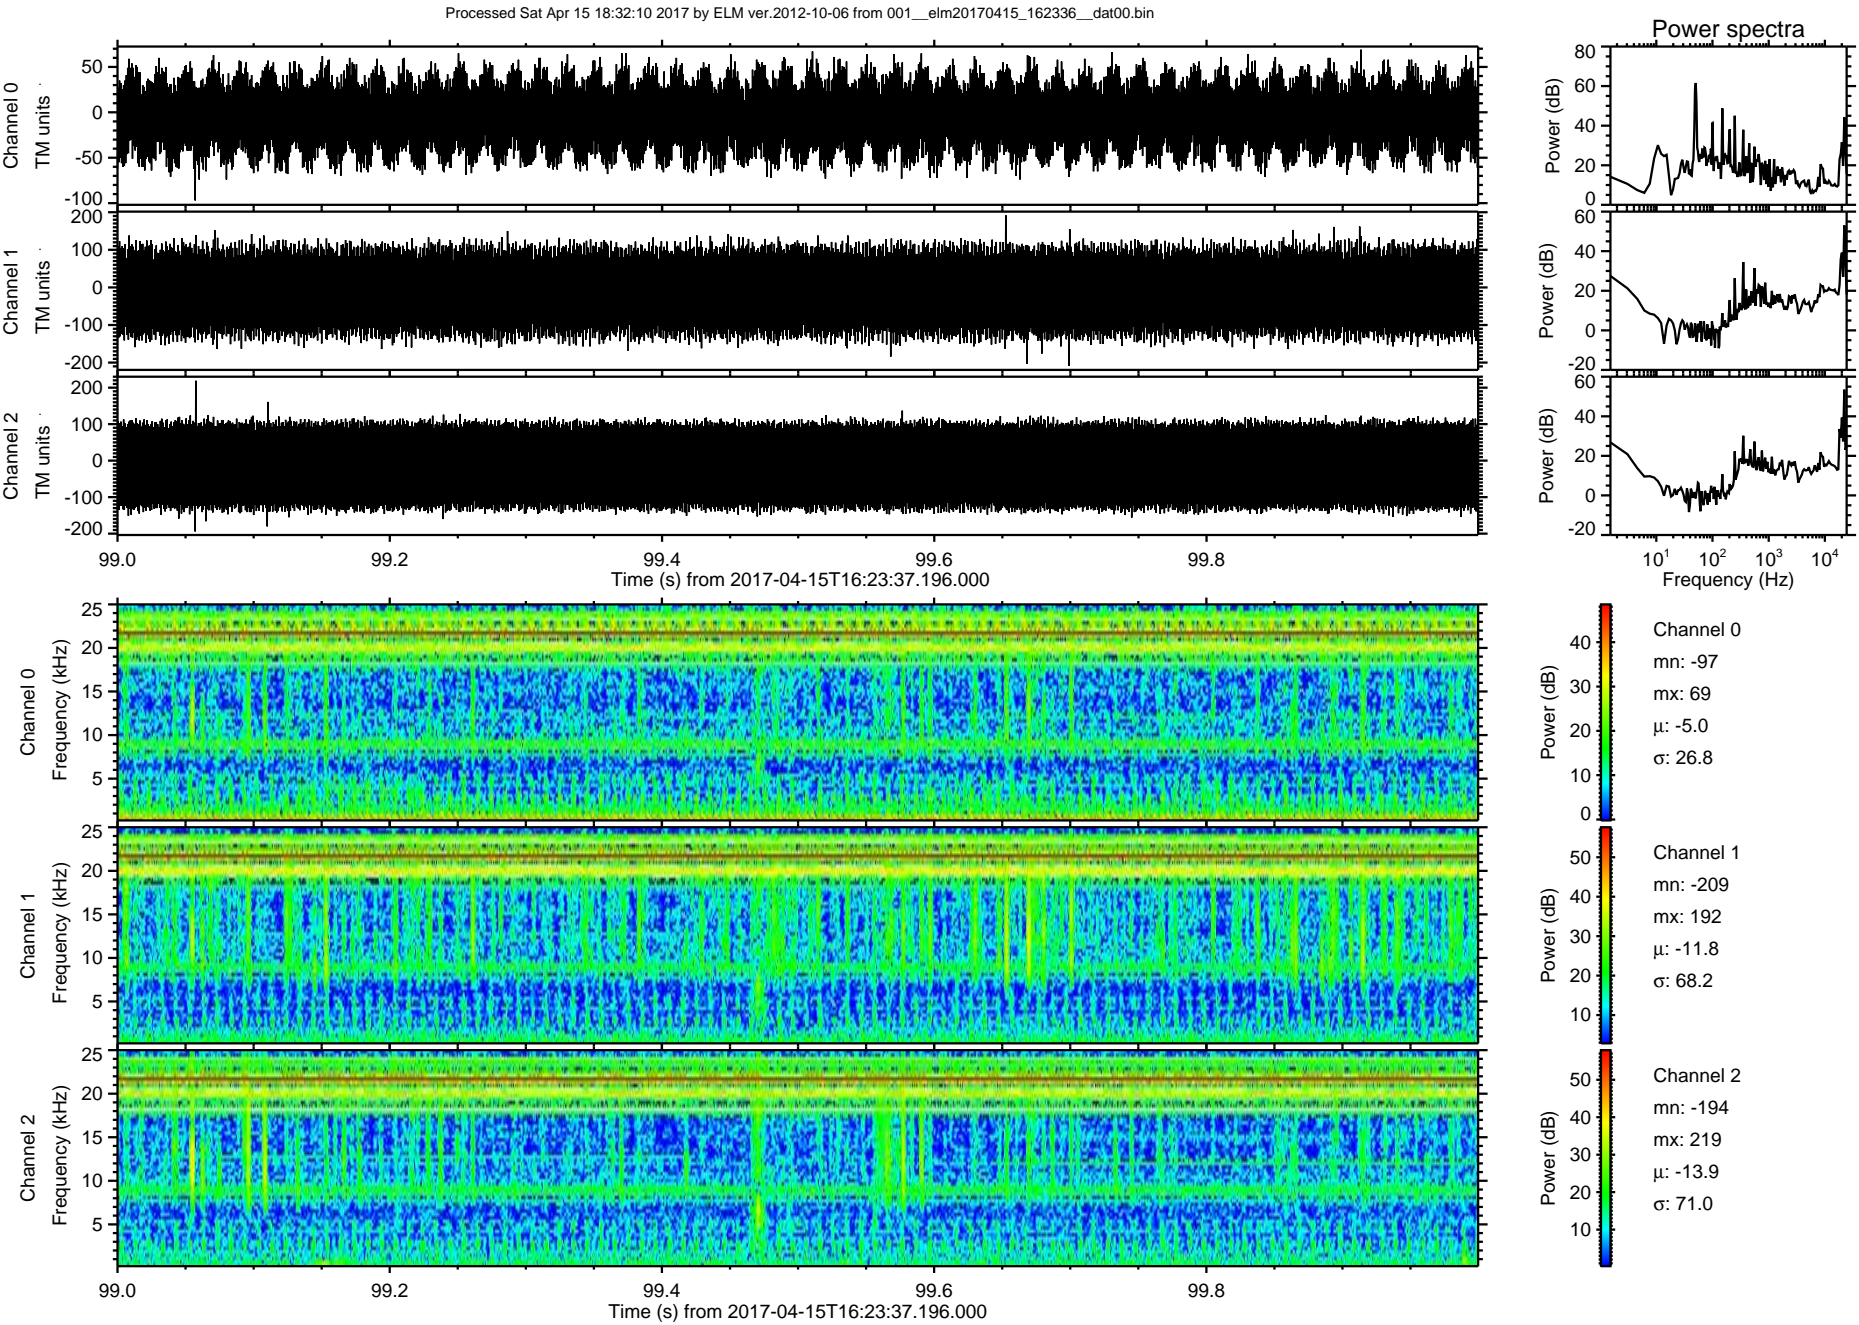 Processed Sat Apr 15 18:32:10 2017 by ELM ver.2012-10-06 from 001__elm20170415_162336__dat00.bin
Power spectra
Channel 0
TM units
50
0
-50
-100
Power (dB)
80
60
40
20
0
Channel 1
TM units
200
100
0
-100
-200
Power (dB)
60
40
20
0
-20
Channel 2
TM units
200
100
0
-100
-200
Power (dB)
60
40
20
0
-20
99.0 99.2 99.4 99.6 99.8
Time (s) from 2017-04-15T16:23:37.196.000
10¹ 10² 10³ 10⁴
Frequency (Hz)
Channel 0
Frequency (kHz)
25
20
15
10
5
Power (dB)
40
30
20
10
0
Channel 0
mn: -97
mx: 69
μ: -5.0
σ: 26.8
Channel 1
Frequency (kHz)
25
20
15
10
5
Power (dB)
50
40
30
20
10
Channel 1
mn: -209
mx: 192
μ: -11.8
σ: 68.2
Channel 2
Frequency (kHz)
25
20
15
10
5
Power (dB)
50
40
30
20
10
Channel 2
mn: -194
mx: 219
μ: -13.9
σ: 71.0
99.0 99.2 99.4 99.6 99.8
Time (s) from 2017-04-15T16:23:37.196.000